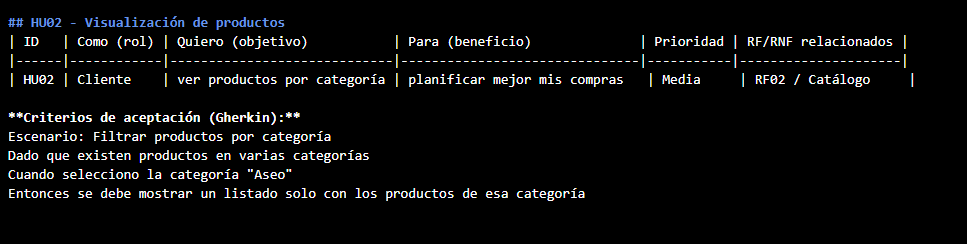 ## HU02 - Visualización de productos
| ID   | Como (rol) | Quiero (objetivo)          | Para (beneficio)             | Prioridad | RF/RNF relacionados |
|------|------------|----------------------------|------------------------------|----------|---------------------|
| HU02 | Cliente    | ver productos por categoría | planificar mejor mis compras   | Media     | RF02 / Catálogo     |
**Criterios de aceptación (Gherkin):**
Escenario: Filtrar productos por categoría
Dado que existen productos en varias categorías
Cuando selecciono la categoría "Aseo"
Entonces se debe mostrar un listado solo con los productos de esa categoría